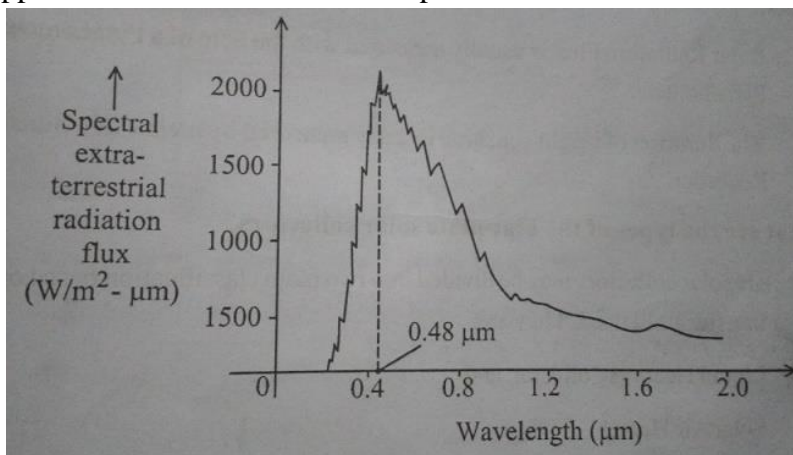 2000
Spectral
extra-
terrestrial
radiation
flux
(W/m²- μm)
1500
1000
1500
0.48 μm
0
0.4
0.8
1.2
1.6
2.0
Wavelength (μm)